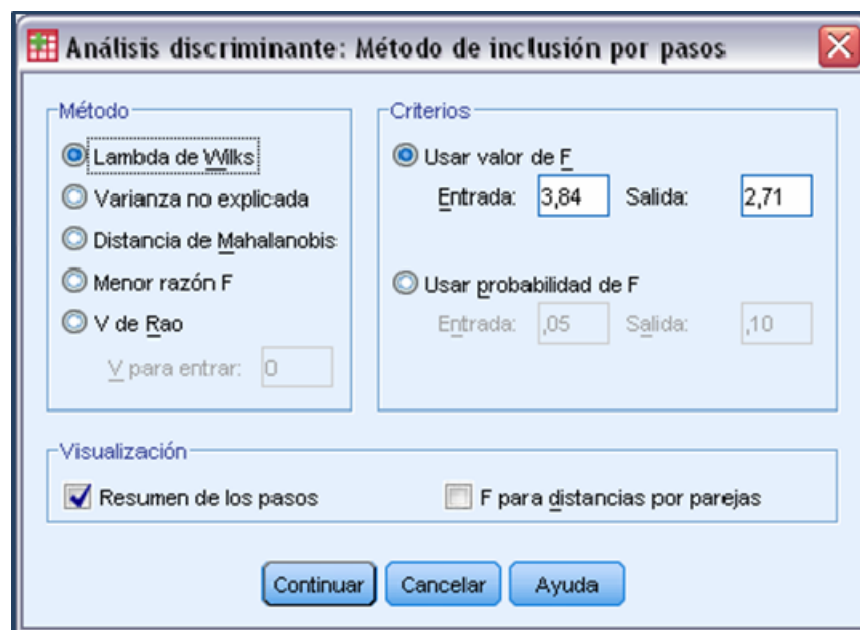 Análisis discriminante: Método de inclusión por pasos
Método
Lambda de Wilks
Varianza no explicada
Distancia de Mahalanobis
Menor razón F
V de Rao
V para entrar: 0
Criterios
Usar valor de F
Entrada: 3,84 Salida: 2,71
Usar probabilidad de F
Entrada: ,05 Salida: ,10
Visualización
Resumen de los pasos
F para distancias por parejas
Continuar Cancelar Ayuda